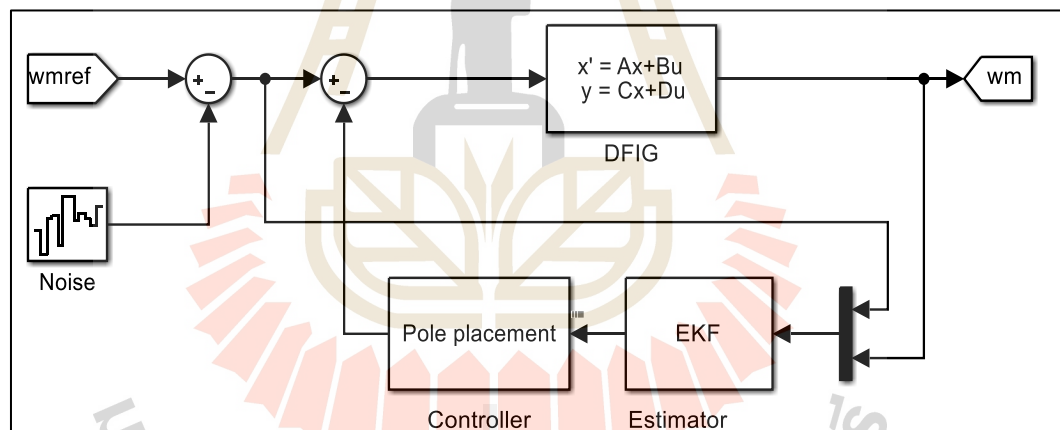 wmref
+
−
+
−
x' = Ax+Bu
y = Cx+Du
DFIG
wm
Noise
Pole placement
EKF
Controller
Estimator